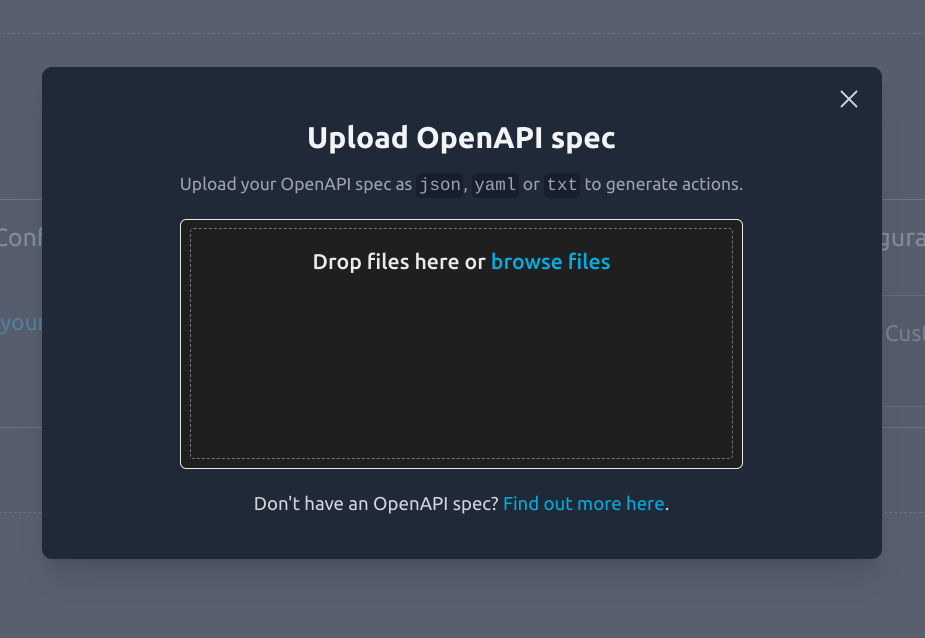 Upload OpenAPI spec
Upload your OpenAPI spec as json, yaml or txt to generate actions.
Conf
gura
Drop files here or browse files
your
Cust
Don't have an OpenAPI spec? Find out more here.